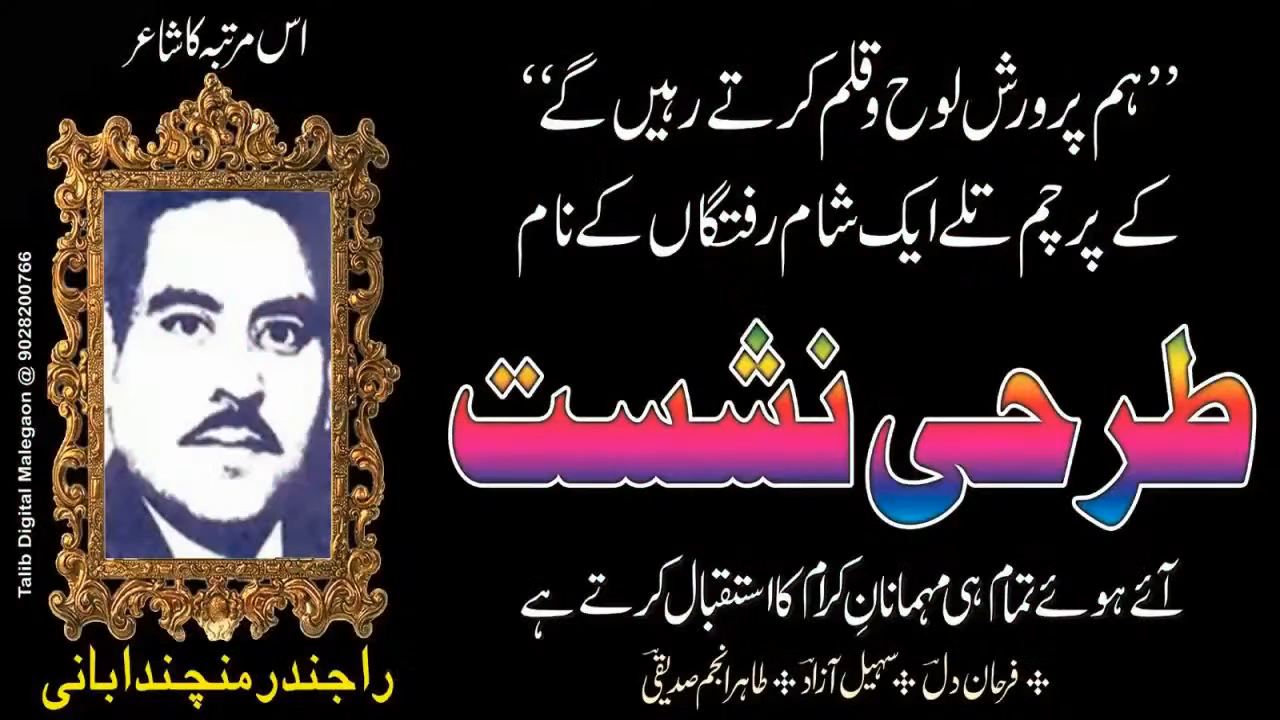 اس مرتبہ کا شاعر
”ہم پرورش لوح و قلم کرتے رہیں گے“
کے پرچم تلے ایک شام رفتگاں کے نام
طرحی نشست
آئے ہوئے تمام ہی مہمانانِ کرام کا استقبال کرتے ہے
فرحان دلؔ ❖ سہیل آزادؔ ❖ طاہر انجم صدیقیؔ ❖
راجندر منچندا بانی
Talib Digital Malegaon @ 9028200766